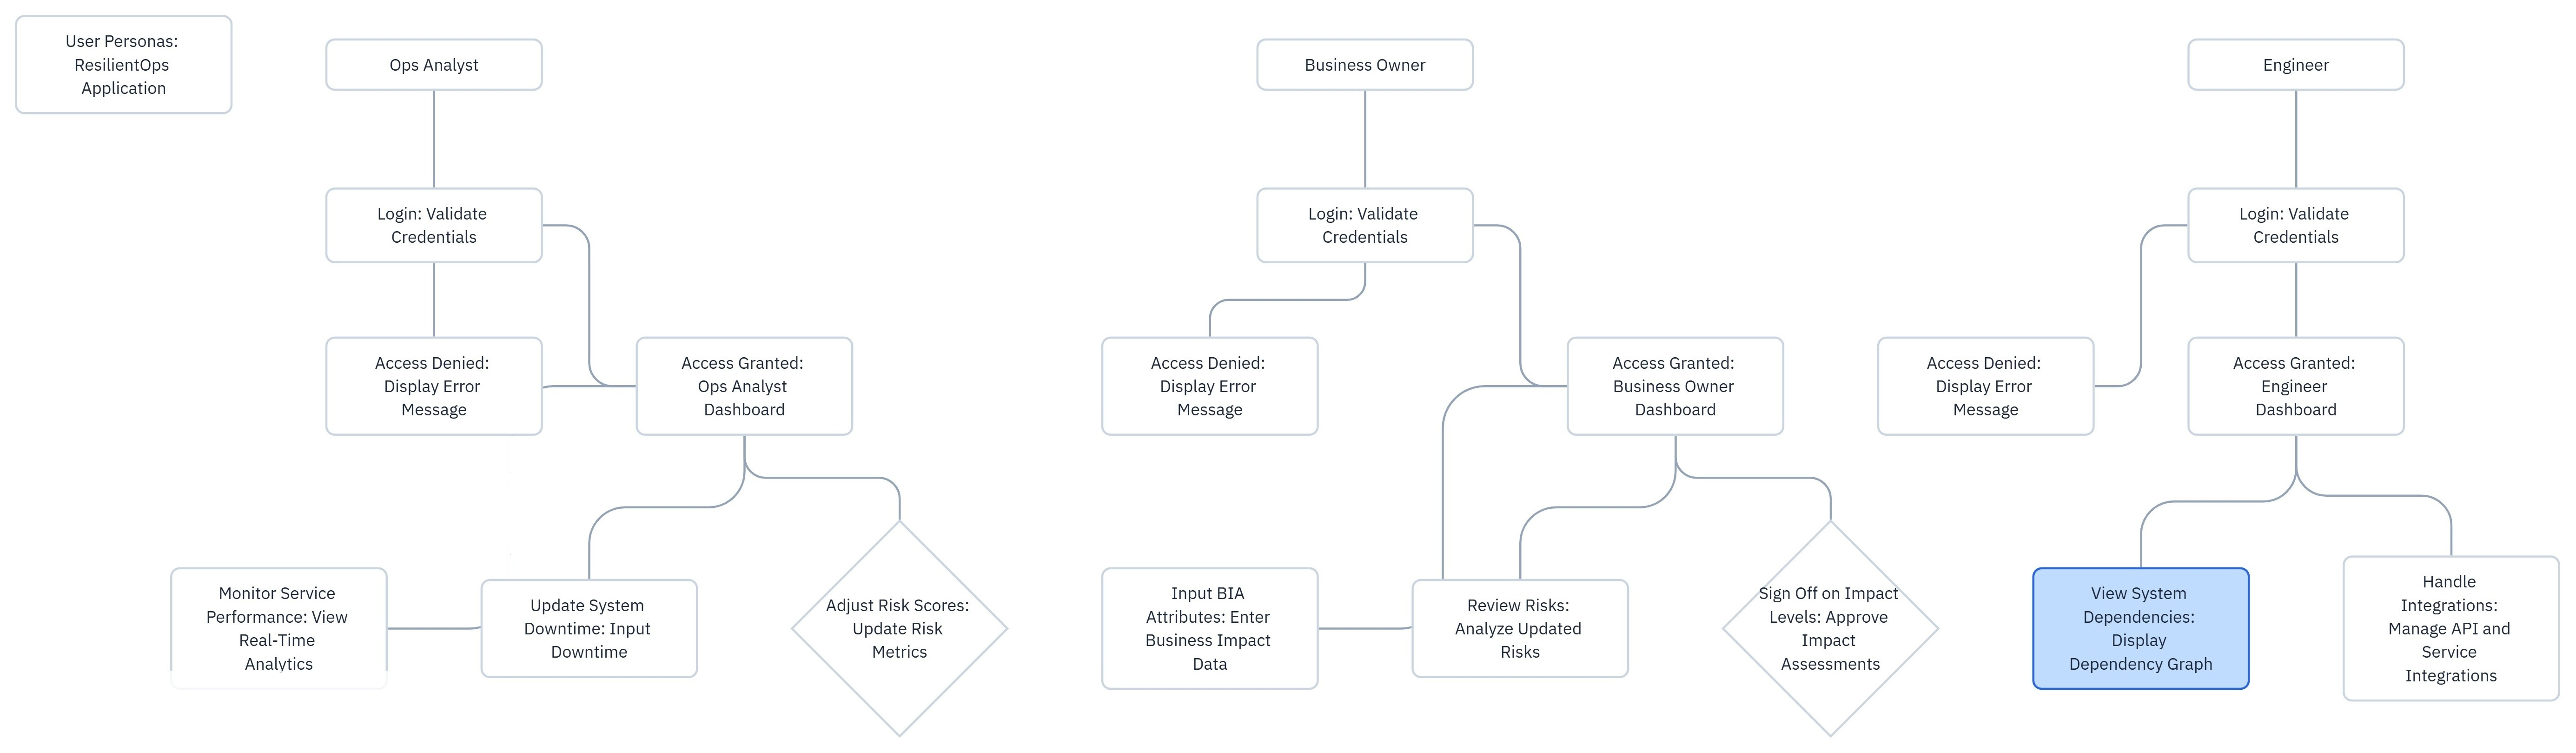 User Personas:
ResilientOps
Application
Ops Analyst
Business Owner
Engineer
Login: Validate
Credentials
Login: Validate
Credentials
Login: Validate
Credentials
Access Denied:
Display Error
Message
Access Granted:
Ops Analyst
Dashboard
Access Denied:
Display Error
Message
Access Granted:
Business Owner
Dashboard
Access Denied:
Display Error
Message
Access Granted:
Engineer
Dashboard
Monitor Service
Performance: View
Real-Time
Analytics
Update System
Downtime: Input
Downtime
Adjust Risk Scores:
Update Risk
Metrics
Input BIA
Attributes: Enter
Business Impact
Data
Review Risks:
Analyze Updated
Risks
Sign Off on Impact
Levels: Approve
Impact
Assessments
View System
Dependencies:
Display
Dependency Graph
Handle
Integrations:
Manage API and
Service
Integrations